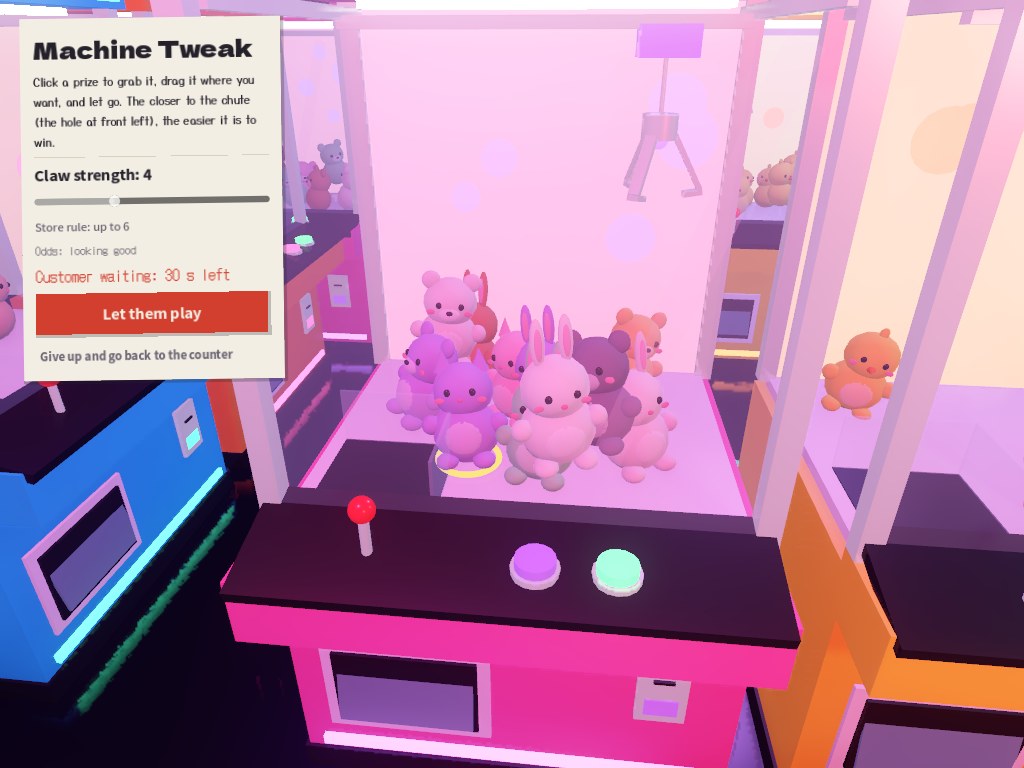 Machine Tweak
Click a prize to grab it, drag it where you
want, and let go. The closer to the chute
(the hole at front left), the easier it is to
win.
Claw strength: 4
Store rule: up to 6
Odds: looking good
Customer waiting: 30 s left
Let them play
Give up and go back to the counter